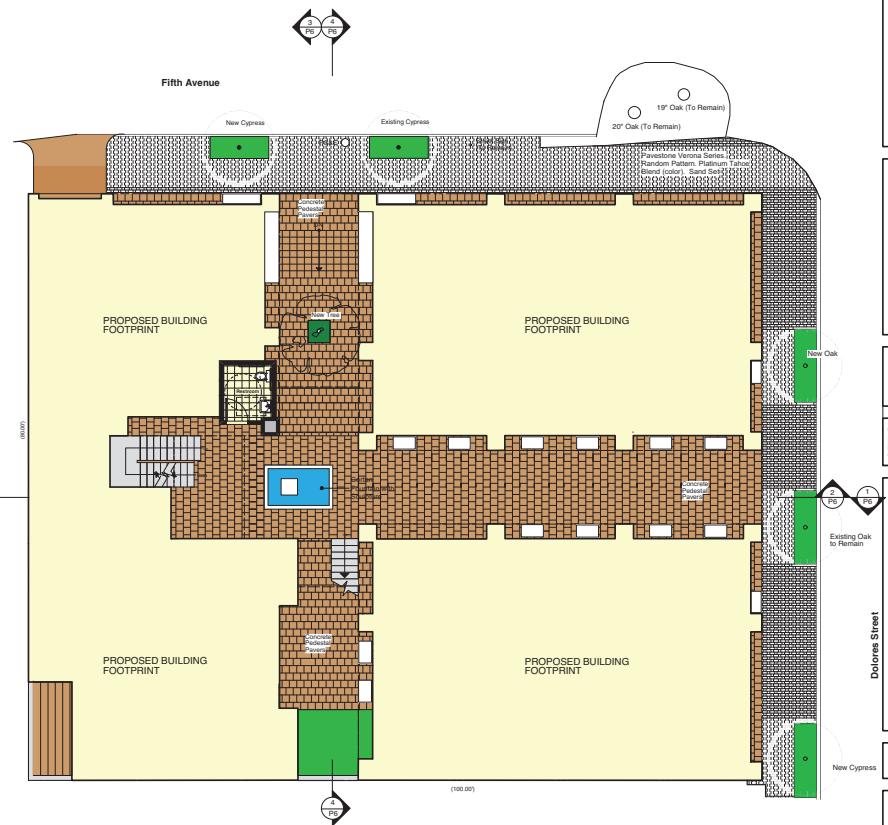 3
P6
4
P6
Fifth Avenue
19" Oak (To Remain)
20" Oak (To Remain)
New Cypress
Existing Cypress
Pavestone Verona Series.
Random Pattern. Platinum Tahoe
Blend (color). Sand Set
Concrete
Pedestal
Pavers
New Tree
PROPOSED BUILDING
FOOTPRINT
PROPOSED BUILDING
FOOTPRINT
New Oak
Restroom
Fountain with
Sculpture
Concrete
Pedestal
Pavers
2
P6
1
P6
Existing Oak
to Remain
Dolores Street
Concrete
Pedestal
Pavers
PROPOSED BUILDING
FOOTPRINT
PROPOSED BUILDING
FOOTPRINT
New Cypress
(100.00')
4
P6